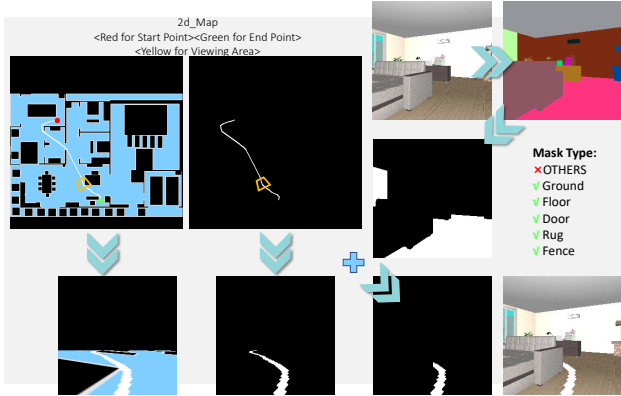 2d_Map
<Red for Start Point><Green for End Point>
<Yellow for Viewing Area>
Mask Type:
×OTHERS
√Ground
√Floor
√Door
√Rug
√Fence